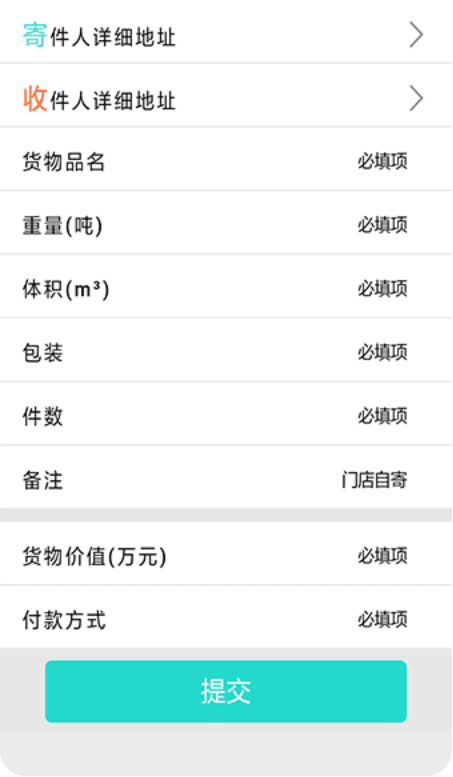 寄件人详细地址
收件人详细地址
货物品名 必填项
重量(吨) 必填项
体积(m³) 必填项
包装 必填项
件数 必填项
备注 门店自寄
货物价值(万元) 必填项
付款方式 必填项
提交